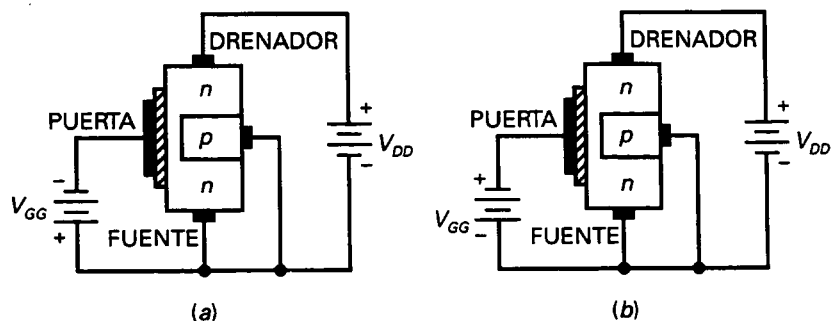 DRENADOR
n
PUERTA
p
+
-
V_DD
-
V_GG
+
n
FUENTE
(a)
DRENADOR
n
PUERTA
p
+
-
V_DD
+
V_GG
-
n
FUENTE
(b)